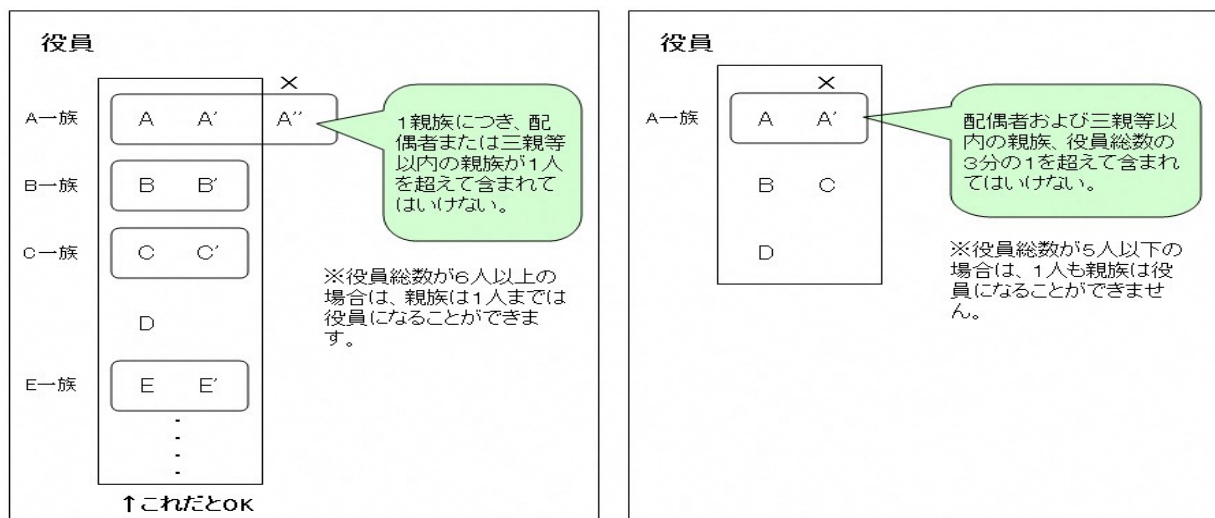 役員
×
A一族 A A′ A′′
1親族につき、配
偶者または三親等
以内の親族が1人
を超えて含まれて
はいけない。
B一族 B B′
C一族 C C′
※役員総数が6人以上の
場合は、親族は1人までは
役員になることができま
す。
D
E一族 E E′
↑これだとOK
役員
×
A一族 A A′
配偶者および三親等以
内の親族、役員総数の
3分の1を超えて含まれ
てはいけない。
B C
D
※役員総数が5人以下の
場合は、1人も親族は役
員になることができませ
ん。